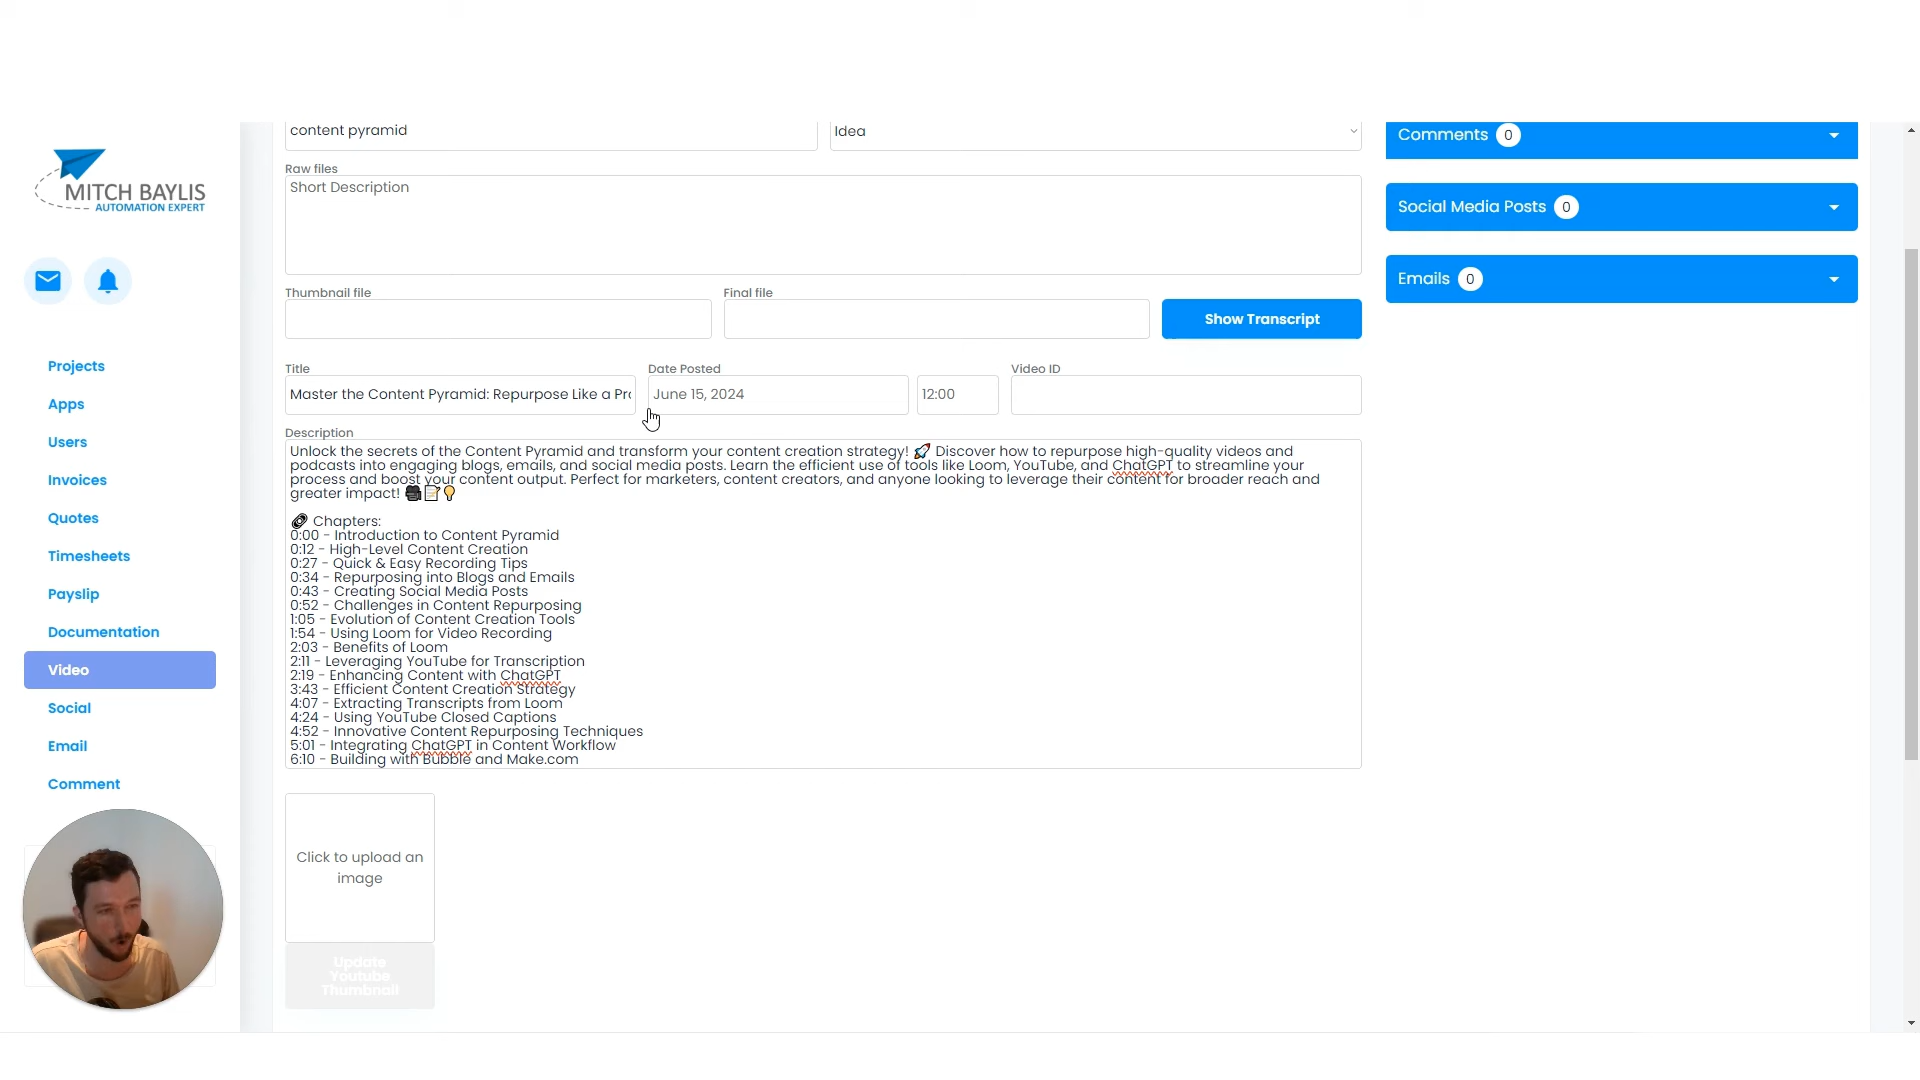 MITCH BAYLIS
AUTOMATION EXPERT
Projects
Apps
Users
Invoices
Quotes
Timesheets
Payslip
Documentation
Video
Social
Email
Comment
content pyramid
Idea
Raw files
Short Description
Thumbnail file
Final file
Show Transcript
Title
Date Posted
Video ID
Master the Content Pyramid: Repurpose Like a Pro
June 15, 2024
12:00
Description
Unlock the secrets of the Content Pyramid and transform your content creation strategy! 🚀 Discover how to repurpose high-quality videos and
podcasts into engaging blogs, emails, and social media posts. Learn the efficient use of tools like Loom, YouTube, and ChatGPT to streamline your
process and boost your content output. Perfect for marketers, content creators, and anyone looking to leverage their content for broader reach and
greater impact! 🎥📝💡
🔗 Chapters:
0:00 - Introduction to Content Pyramid
0:12 - High-Level Content Creation
0:27 - Quick & Easy Recording Tips
0:34 - Repurposing into Blogs and Emails
0:43 - Creating Social Media Posts
0:52 - Challenges in Content Repurposing
1:05 - Evolution of Content Creation Tools
1:54 - Using Loom for Video Recording
2:03 - Benefits of Loom
2:11 - Leveraging YouTube for Transcription
2:19 - Enhancing Content with ChatGPT
3:43 - Efficient Content Creation Strategy
4:07 - Extracting Transcripts from Loom
4:24 - Using YouTube Closed Captions
4:52 - Innovative Content Repurposing Techniques
5:01 - Integrating ChatGPT in Content Workflow
6:10 - Building with Bubble and Make.com
Click to upload an
image
Update
Youtube
Thumbnail
Comments 0
Social Media Posts 0
Emails 0